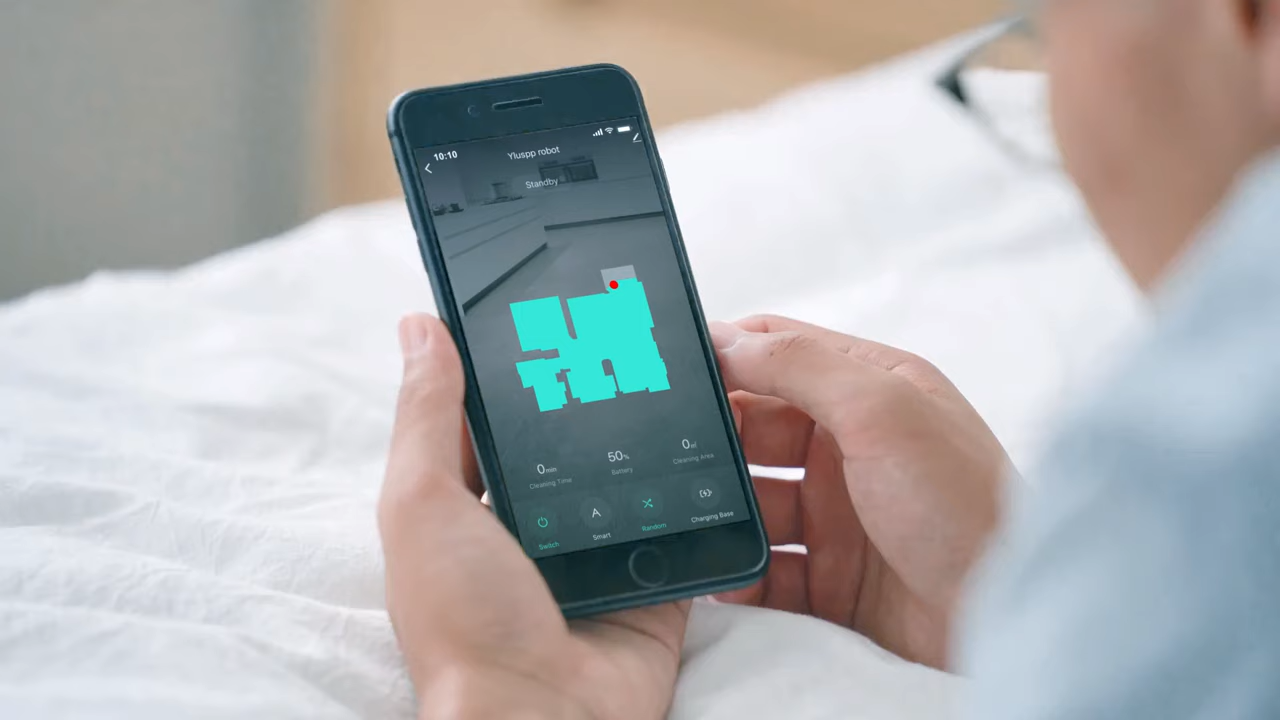 10:10
Yluspp robot
Standby
0min
Cleaning Time
50%
Battery
0㎡
Cleaning Area
Switch
A
Smart
Random
Charging Base